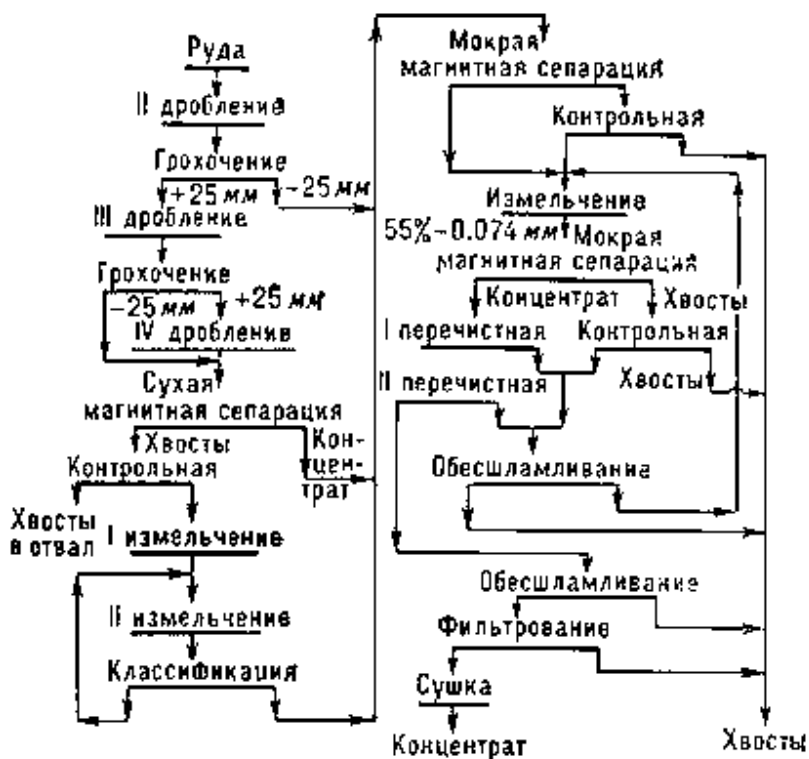 Руда
II дробление
Грохочение
+25 мм
-25 мм
III дробление
Грохочение
-25 мм
+25 мм
IV дробление
Сухая
магнитная сепарация
Хвосты
Кон-
цен-
трат
Контрольная
Хвосты
в отвал
I измельчение
II измельчение
Классификация
Мокрая
магнитная сепарация
Контрольная
Измельчение
55%-0.074 мм
Мокрая
магнитная сепарация
Концентрат
Хвосты
I перечистная
Контрольная
II перечистная
Хвосты
Обесшламливание
Обесшламливание
Фильтрование
Сушка
Концентрат
Хвосты